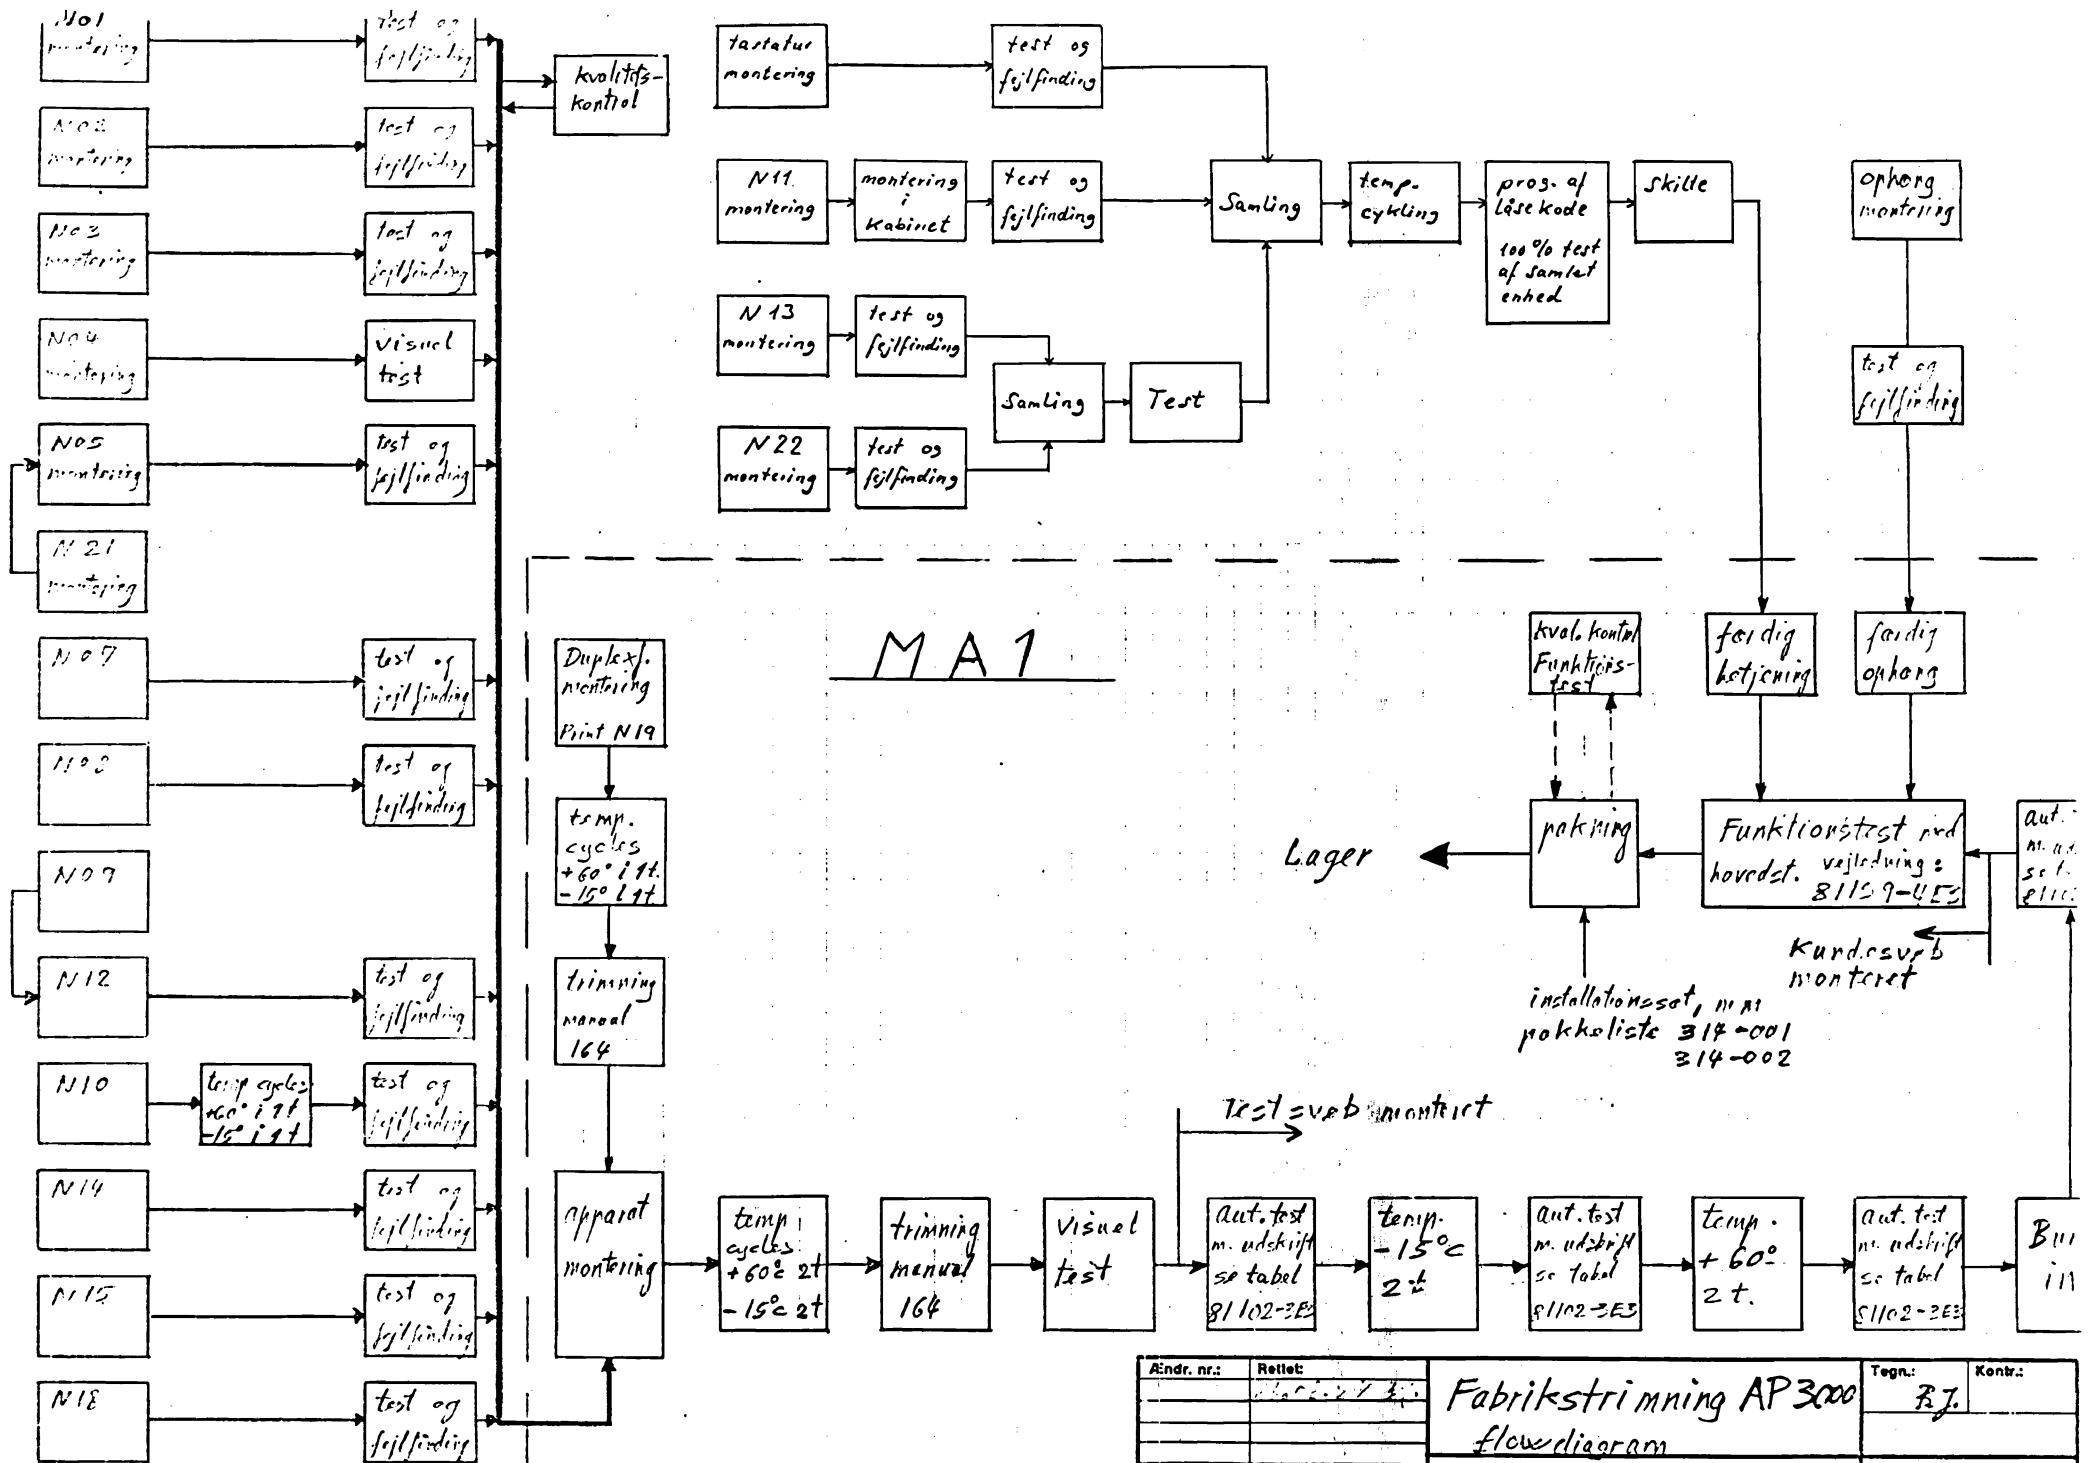 N01
montering
test og
fejlfinding
kvalitets-
kontrol
N02
montering
test og
fejlfinding
N03
montering
test og
fejlfinding
N04
montering
visuel
test
N05
montering
test og
fejlfinding
N21
montering
N07
test og
fejlfinding
N08
test og
fejlfinding
N09
N12
test og
fejlfinding
N10
temp cycles
+60° i 1t
-15° i 1t
test og
fejlfinding
N14
test og
fejlfinding
N15
test og
fejlfinding
N18
test og
fejlfinding
tastatur
montering
test og
fejlfinding
N11
montering
montering
i
Kabinet
test og
fejlfinding
Samling
temp.
cykling
prog. af
låsekode
100% test
af samlet
enhed
skilte
N13
montering
test og
fejlfinding
Samling
Test
N22
montering
test og
fejlfinding
ophæng
montering
test og
fejlfinding
MA1
Duplexf.
montering
Print N19
temp.
cycles
+60° i 1t.
-15° i 1t
trimning
manual
164
apparat
montering
temp
cycles
+60°c 2t
-15°c 2t
trimning
manual
164
visuel
test
Test sveb monteret
aut. test
m. udskrift
se tabel
81102-3E3
temp.
-15°c
2t
aut. test
m. udskrift
se tabel
81102-3E3
temp.
+60°
2t.
aut. test
m. udskrift
se tabel
81102-3E3
in
aut.
kval. kontrol
Funktions-
test
færdig
betjening
færdig
ophæng
Lager
pakning
Funktionstest med
hovedst. vejledning:
installationssæt, mm
pakkeliste 314-001
314-002
monteret
Ændr. nr.:
Rettet:
Fabrikstrimning AP3000
flowdiagram
Tegn.:
BJ.
Kontr.: